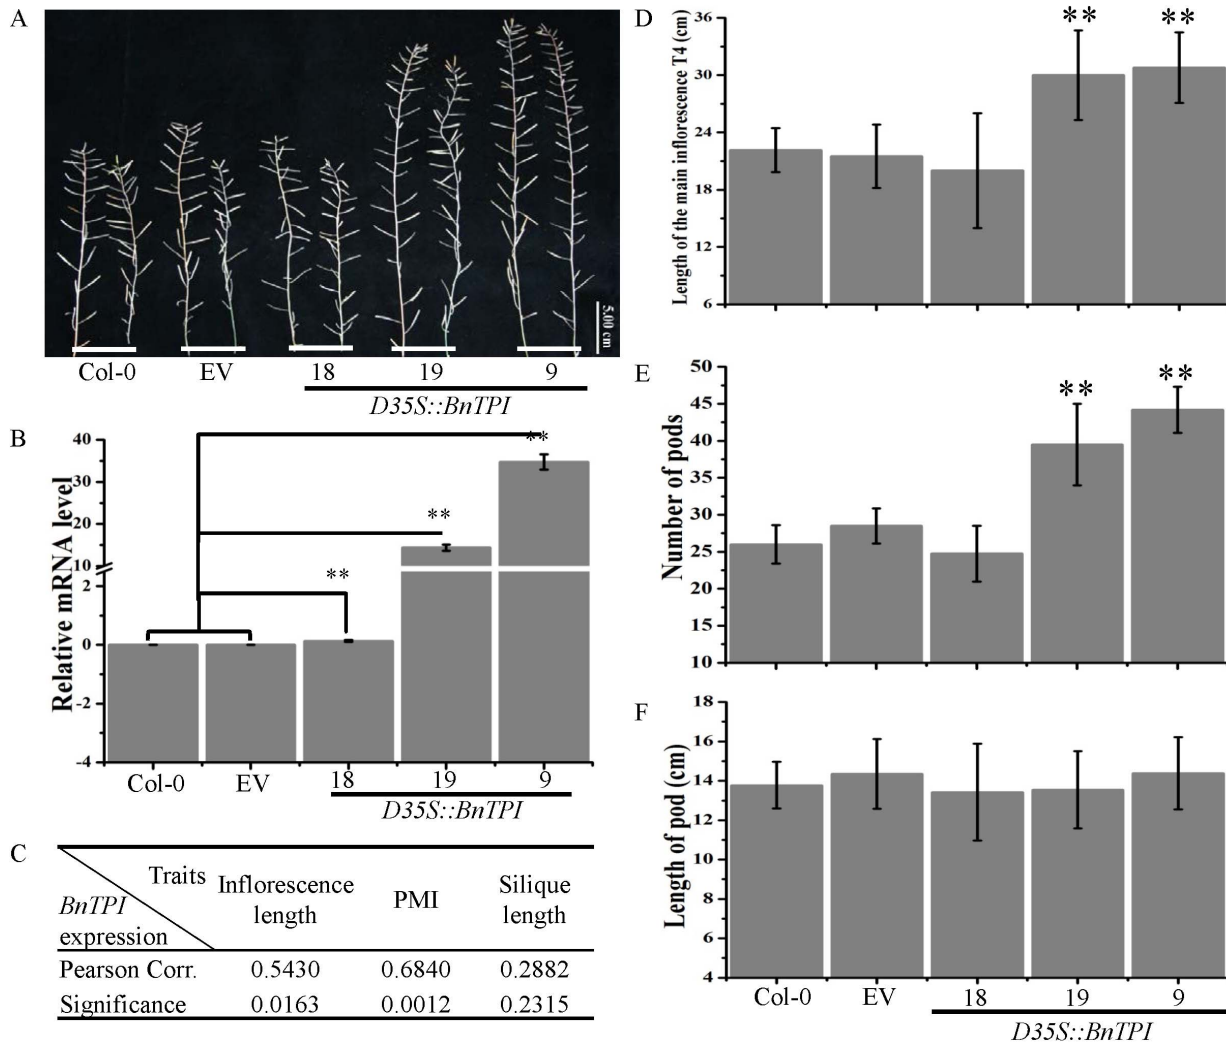 A
5.00 cm
Col-0 EV 18 19 9
D35S::BnTPI
B
Relative mRNA level
40
30
20
10
2
0
-2
-4
**
**
**
Col-0 EV 18 19 9
D35S::BnTPI
C
Traits
BnTPI
expression
Inflorescence
length
PMI
Silique
length
Pearson Corr. 0.5430 0.6840 0.2882
Significance 0.0163 0.0012 0.2315
D
Length of the main inflorescence T4 (cm)
36
30
24
18
12
6
** **
E
Number of pods
50
45
40
35
30
25
20
15
10
** **
F
Length of pod (cm)
18
16
14
12
10
8
6
4
Col-0 EV 18 19 9
D35S::BnTPI